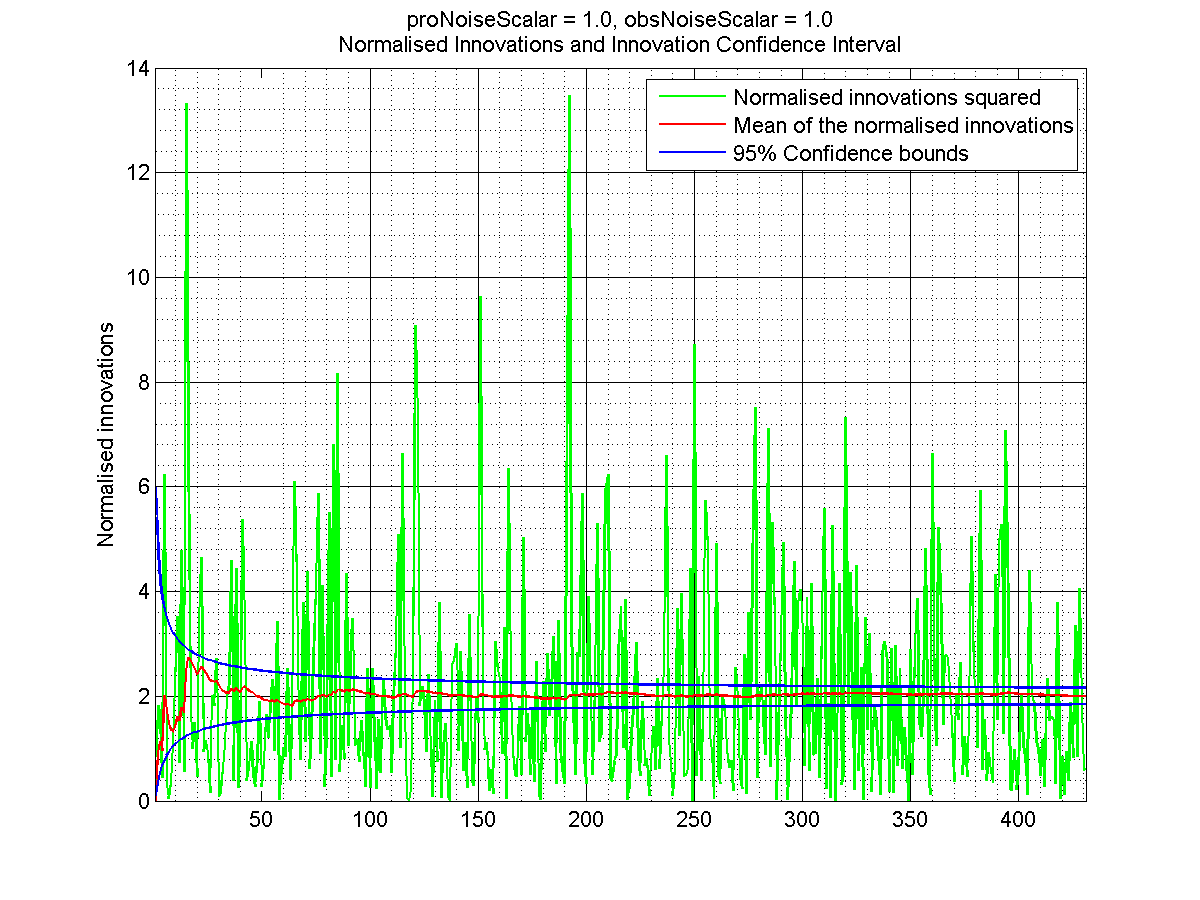 proNoiseScalar = 1.0, obsNoiseScalar = 1.0
Normalised Innovations and Innovation Confidence Interval
Normalised innovations squared
Mean of the normalised innovations
95% Confidence bounds
Normalised innovations
14
12
10
8
6
4
2
0
50 100 150 200 250 300 350 400